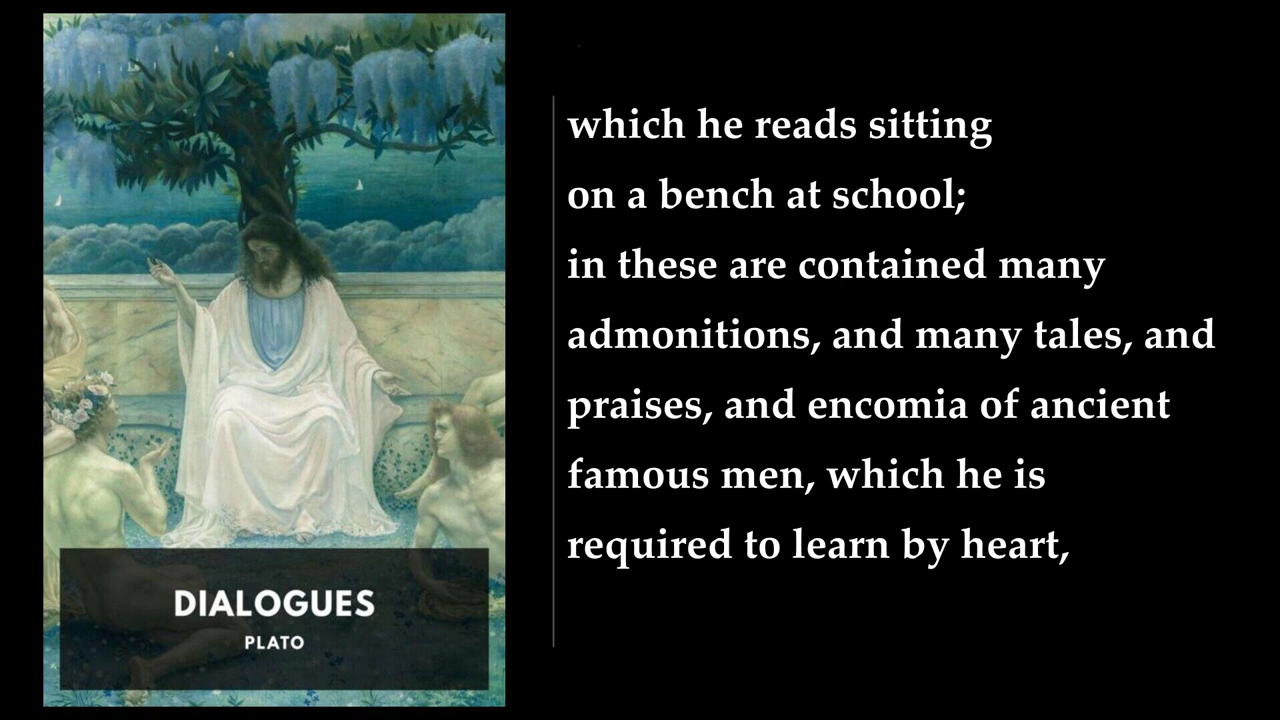 DIALOGUES
PLATO
which he reads sitting
on a bench at school;
in these are contained many
admonitions, and many tales, and
praises, and encomia of ancient
famous men, which he is
required to learn by heart,